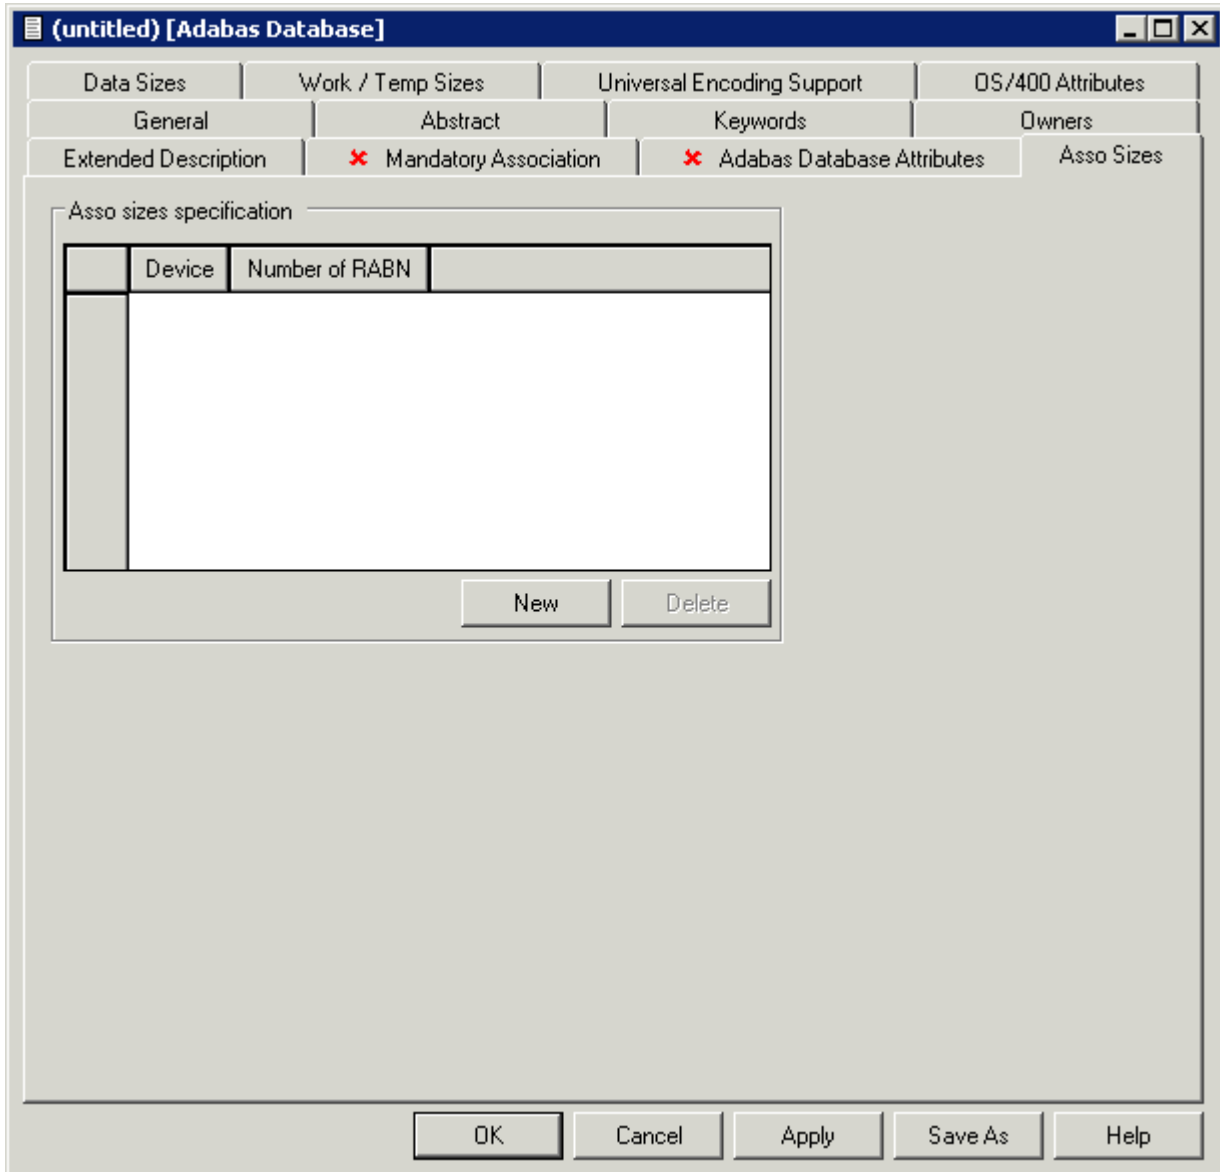 (untitled) [Adabas Database]
Data Sizes Work / Temp Sizes Universal Encoding Support OS/400 Attributes
General Abstract Keywords Owners
Extended Description Mandatory Association Adabas Database Attributes Asso Sizes
Asso sizes specification
Device Number of RABN
New Delete
OK Cancel Apply Save As Help